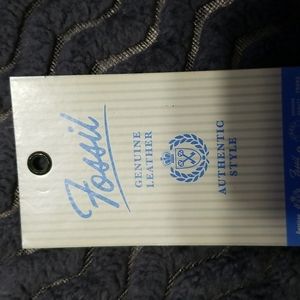 Fossil
GENUINE
LEATHER
AUTHENTIC
STYLE